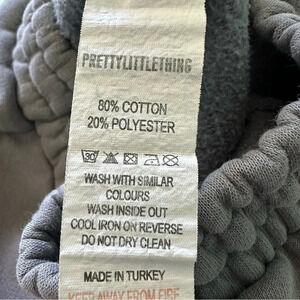 PRETTYLITTLETHING
80% COTTON
20% POLYESTER
30
WASH WITH SIMILAR
COLOURS
WASH INSIDE OUT
COOL IRON ON REVERSE
DO NOT DRY CLEAN
MADE IN TURKEY
KEEP AWAY FROM FIRE